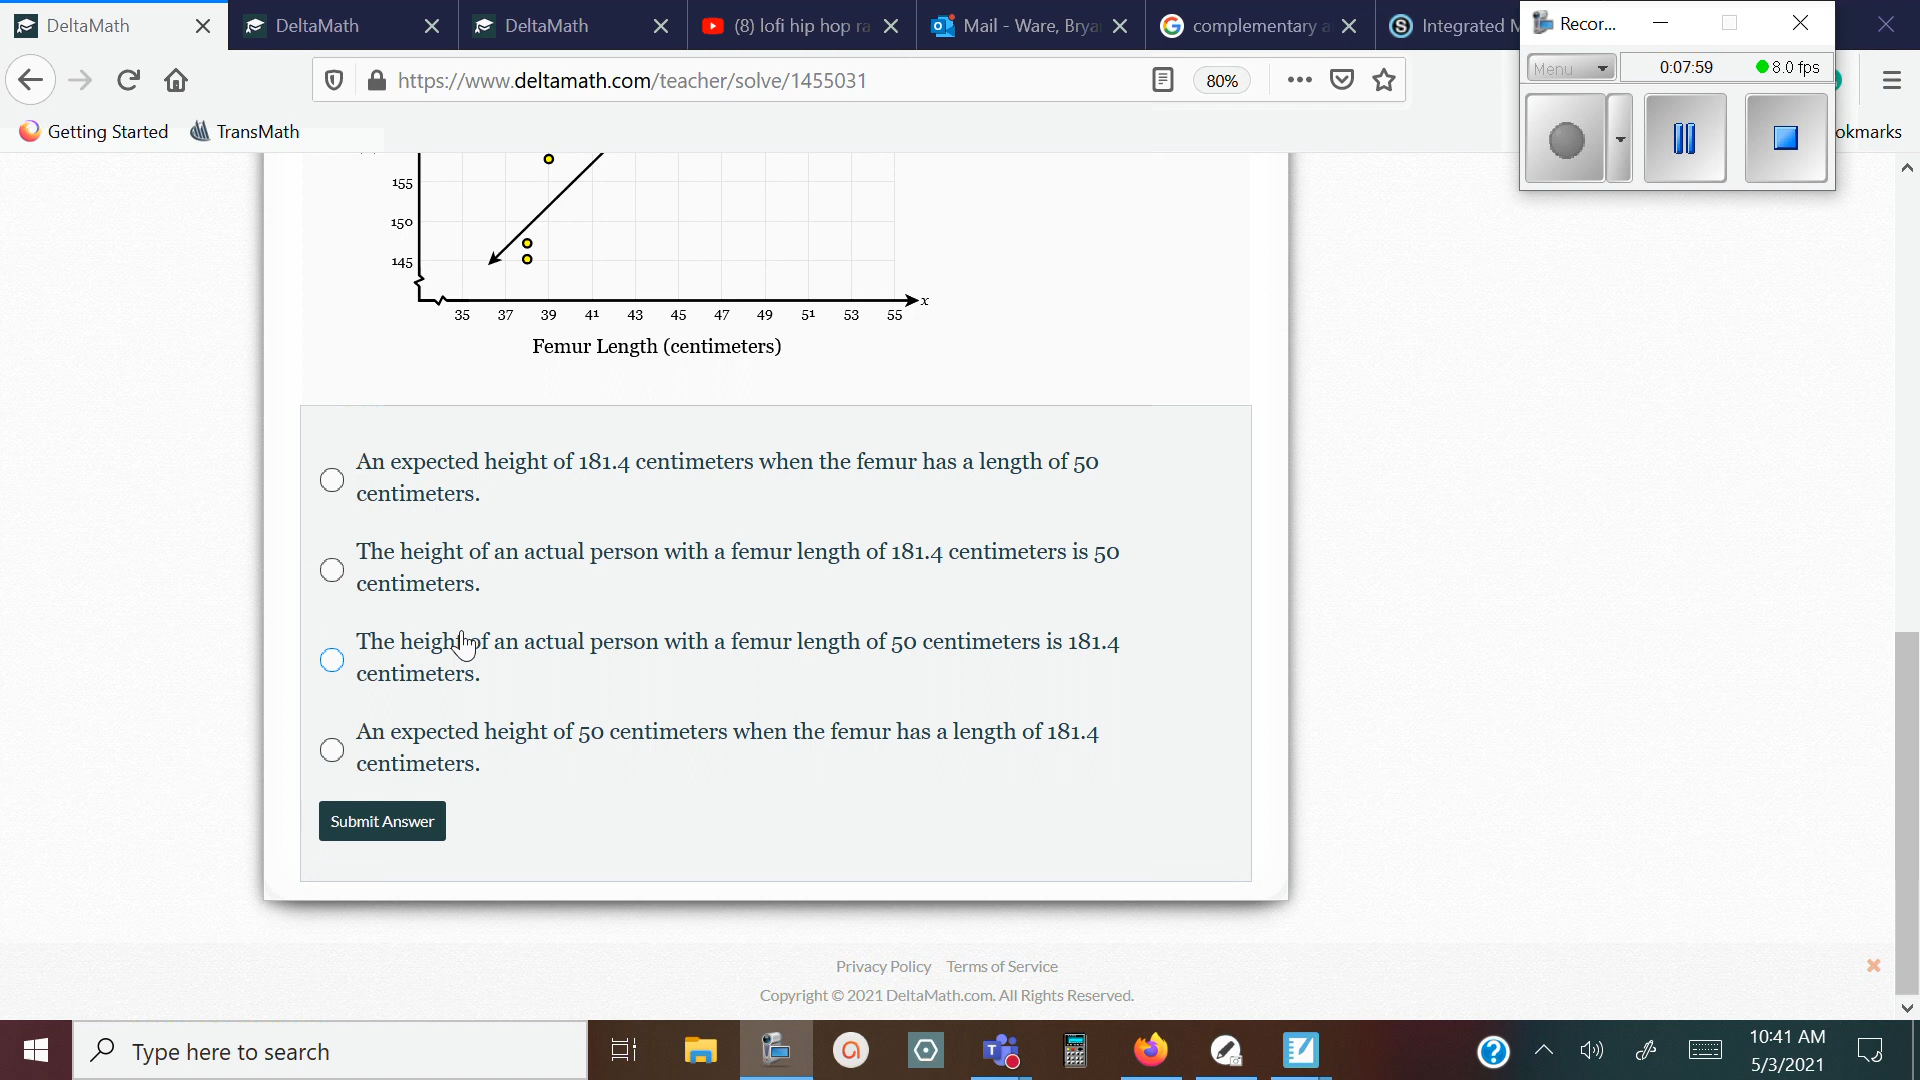 DeltaMath
DeltaMath
DeltaMath
(8) lofi hip hop ra
Mail - Ware, Brya
complementary a
Integrated M
Recor...
https://www.deltamath.com/teacher/solve/1455031
80%
Menu
0:07:59
8.0 fps
Getting Started
TransMath
okmarks
155
150
145
x
35 37 39 41 43 45 47 49 51 53 55
Femur Length (centimeters)
An expected height of 181.4 centimeters when the femur has a length of 50
centimeters.
The height of an actual person with a femur length of 181.4 centimeters is 50
centimeters.
The height of an actual person with a femur length of 50 centimeters is 181.4
centimeters.
An expected height of 50 centimeters when the femur has a length of 181.4
centimeters.
Submit Answer
Privacy Policy Terms of Service
Copyright © 2021 DeltaMath.com. All Rights Reserved.
Type here to search
10:41 AM
5/3/2021